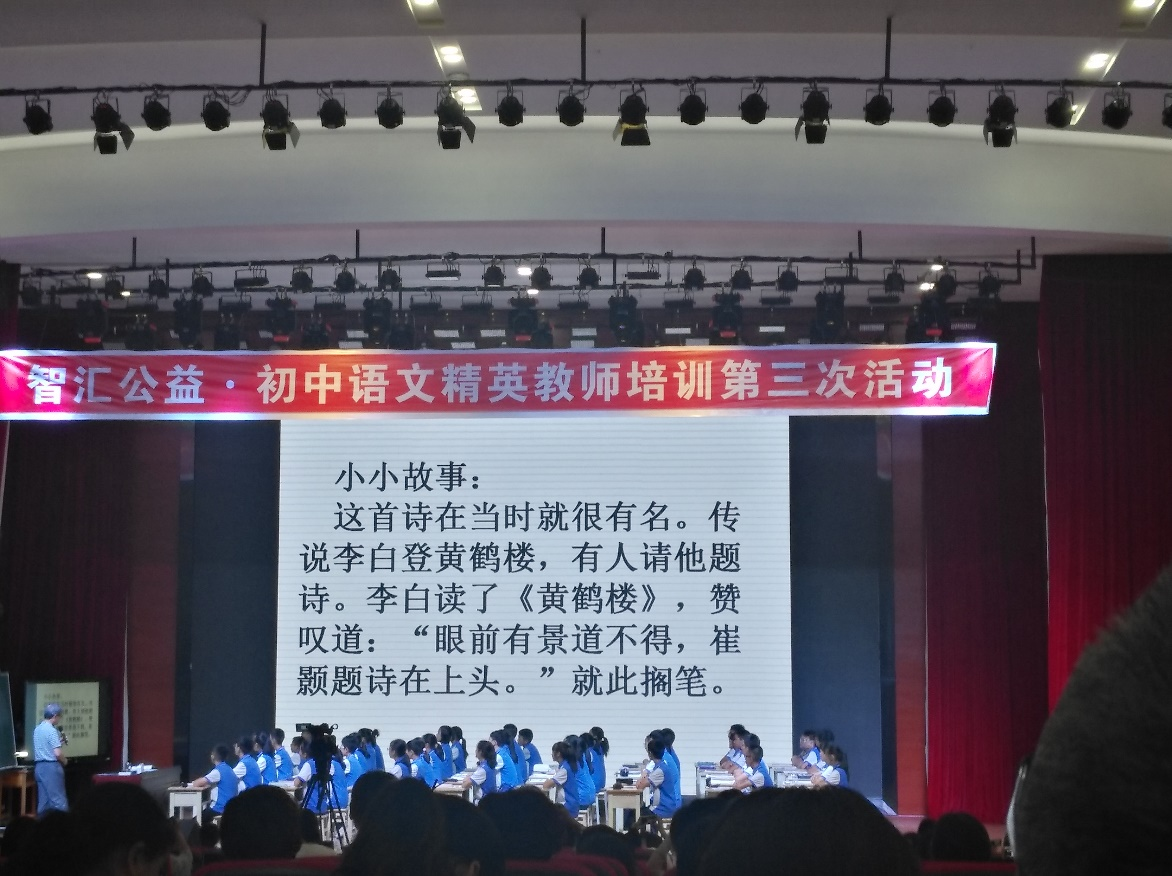 智汇公益·初中语文精英教师培训第三次活动
小小故事：
这首诗在当时就很有名。传
说李白登黄鹤楼，有人请他题
诗。李白读了《黄鹤楼》，赞
叹道：“眼前有景道不得，崔
颢题诗在上头。”就此搁笔。